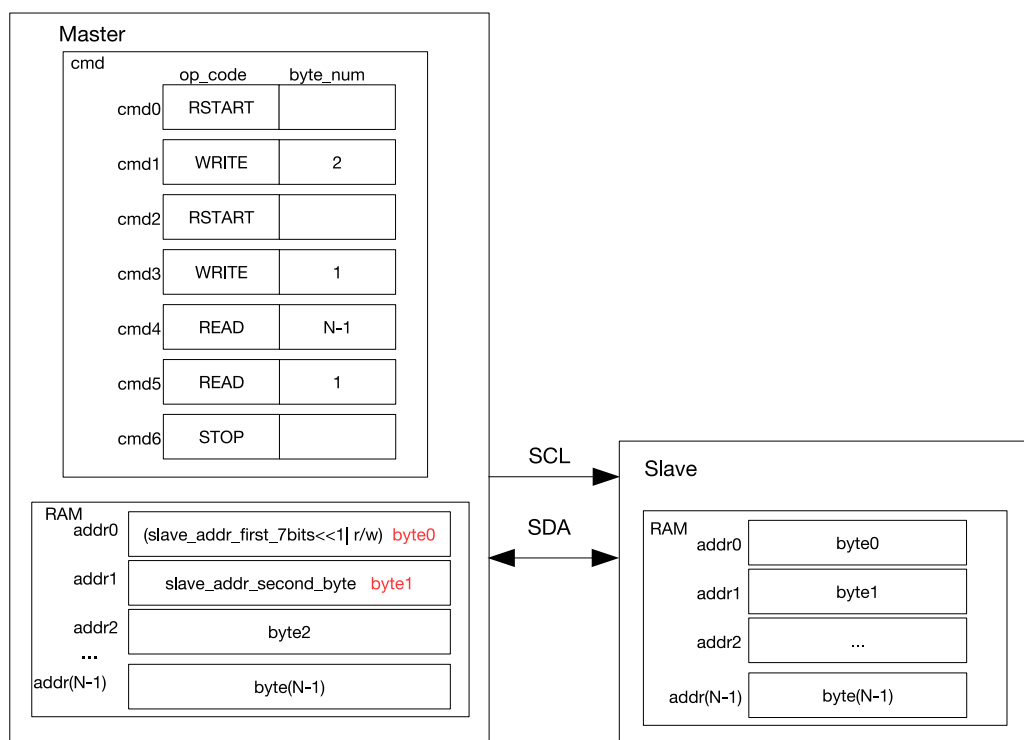 Master
cmd
op_code byte_num
cmd0 RSTART
cmd1 WRITE 2
cmd2 RSTART
cmd3 WRITE 1
cmd4 READ N-1
cmd5 READ 1
cmd6 STOP
RAM
addr0 (slave_addr_first_7bits<<1| r/w) byte0
addr1 slave_addr_second_byte byte1
addr2 byte2
...
addr(N-1) byte(N-1)
SCL
SDA
Slave
RAM
addr0 byte0
addr1 byte1
addr2 ...
addr(N-1) byte(N-1)